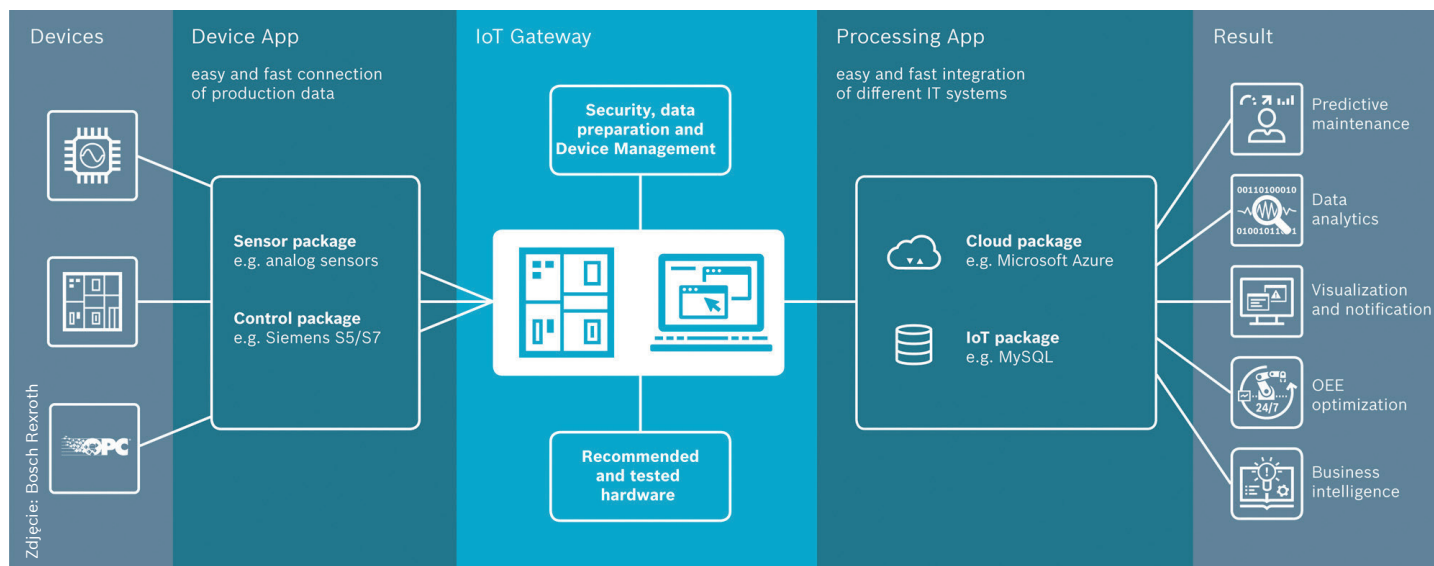 Devices
OPC
Zdjęcie: Bosch Rexroth
Device App
easy and fast connection
of production data
Sensor package
e.g. analog sensors
Control package
e.g. Siemens S5/S7
IoT Gateway
Security, data
preparation and
Device Management
Recommended
and tested
hardware
Processing App
easy and fast integration
of different IT systems
Cloud package
e.g. Microsoft Azure
IoT package
e.g. MySQL
Result
Predictive
maintenance
00110100010
Data
analytics
Visualization
and notification
24/7
OEE
optimization
Business
intelligence